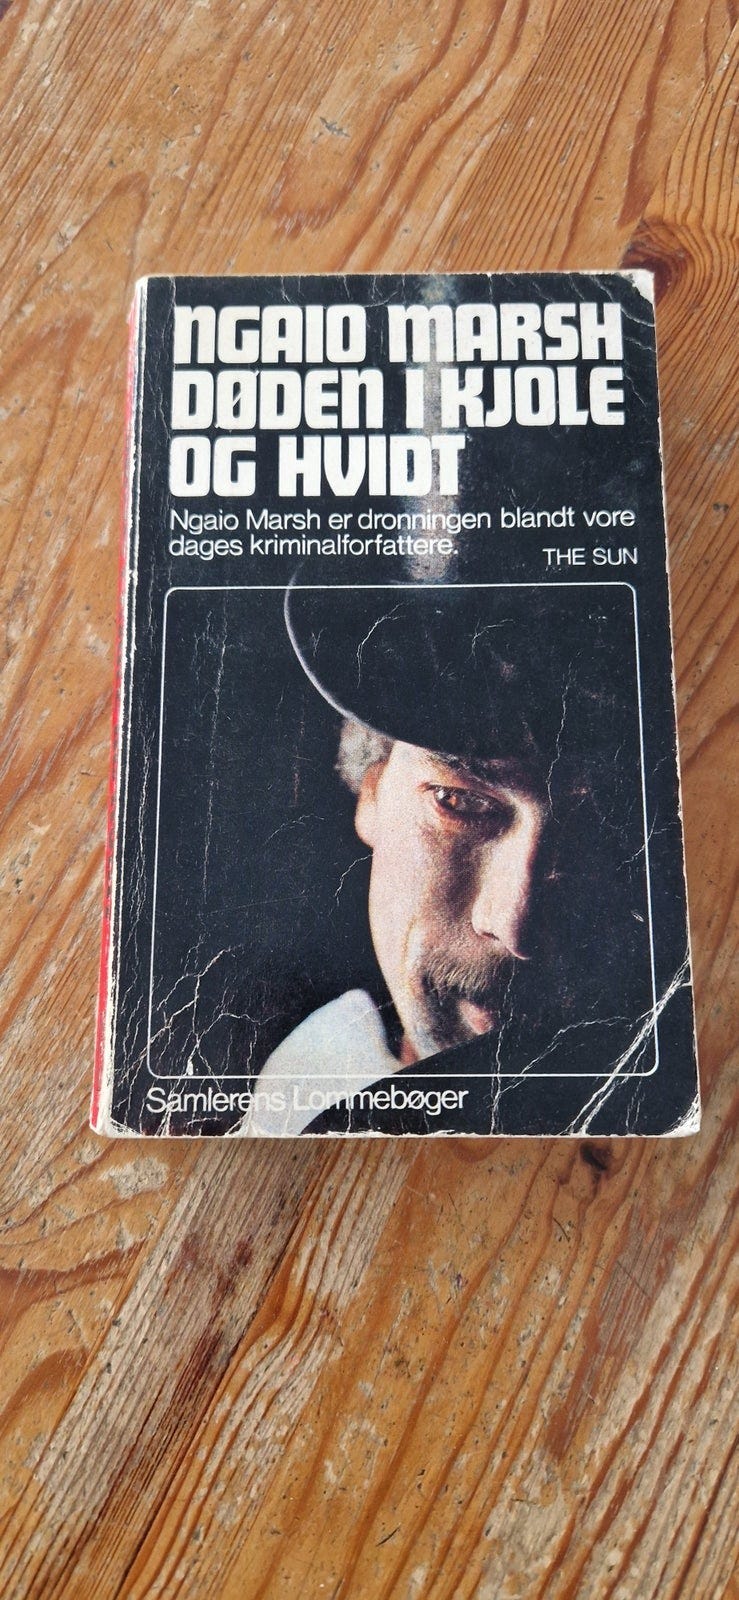 NGAIO MARSH
DØDEN I KJOLE
OG HVIDT
Ngaio Marsh er dronningen blandt vore
dages kriminalforfattere.
THE SUN
Samlerens Lommebøger